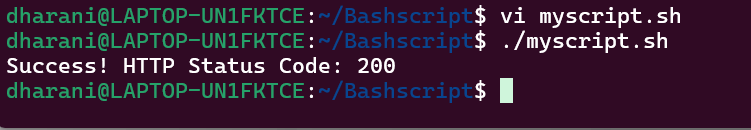 dharani@LAPTOP-UN1FKTCE:~/Bashscript$ vi myscript.sh
dharani@LAPTOP-UN1FKTCE:~/Bashscript$ ./myscript.sh
Success! HTTP Status Code: 200
dharani@LAPTOP-UN1FKTCE:~/Bashscript$